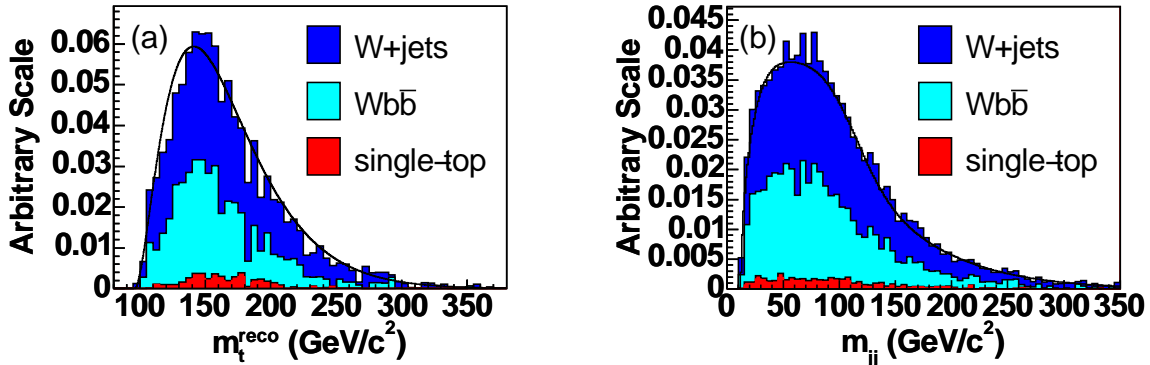 (a)
W+jets
Wbb̄
single-top
Arbitrary Scale
0.06
0.05
0.04
0.03
0.02
0.01
0
100 150 200 250 300 350
m_t^reco (GeV/c²)
(b)
W+jets
Wbb̄
single-top
Arbitrary Scale
0.045
0.04
0.035
0.03
0.025
0.02
0.015
0.01
0.005
0
0 50 100 150 200 250 300 350
m_jj (GeV/c²)